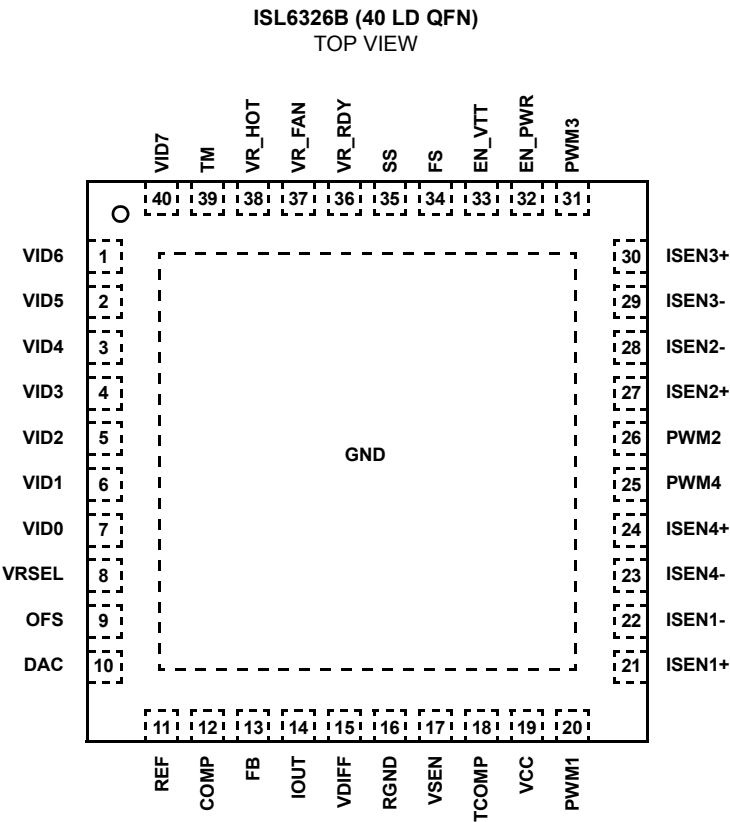 ISL6326B (40 LD QFN)
TOP VIEW
VID7
TM
VR_HOT
VR_FAN
VR_RDY
SS
FS
EN_VTT
EN_PWR
PWM3
40 39 38 37 36 35 34 33 32 31
VID6 1 30 ISEN3+
VID5 2 29 ISEN3-
VID4 3 28 ISEN2-
VID3 4 27 ISEN2+
VID2 5 26 PWM2
GND
VID1 6 25 PWM4
VID0 7 24 ISEN4+
VRSEL 8 23 ISEN4-
OFS 9 22 ISEN1-
DAC 10 21 ISEN1+
11 12 13 14 15 16 17 18 19 20
REF
COMP
FB
IOUT
VDIFF
RGND
VSEN
TCOMP
VCC
PWM1